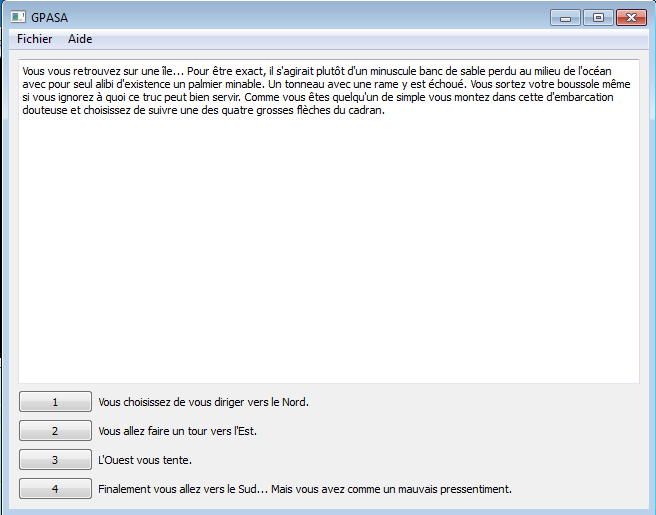 GPASA
Fichier Aide
Vous vous retrouvez sur une île... Pour être exact, il s'agirait plutôt d'un minuscule banc de sable perdu au milieu de l'océan
avec pour seul alibi d'existence un palmier minable. Un tonneau avec une rame y est échoué. Vous sortez votre boussole même
si vous ignorez à quoi ce truc peut bien servir. Comme vous êtes quelqu'un de simple vous montez dans cette d'embarcation
douteuse et choisissez de suivre une des quatre grosses flèches du cadran.
1 Vous choisissez de vous diriger vers le Nord.
2 Vous allez faire un tour vers l'Est.
3 L'Ouest vous tente.
4 Finalement vous allez vers le Sud... Mais vous avez comme un mauvais pressentiment.